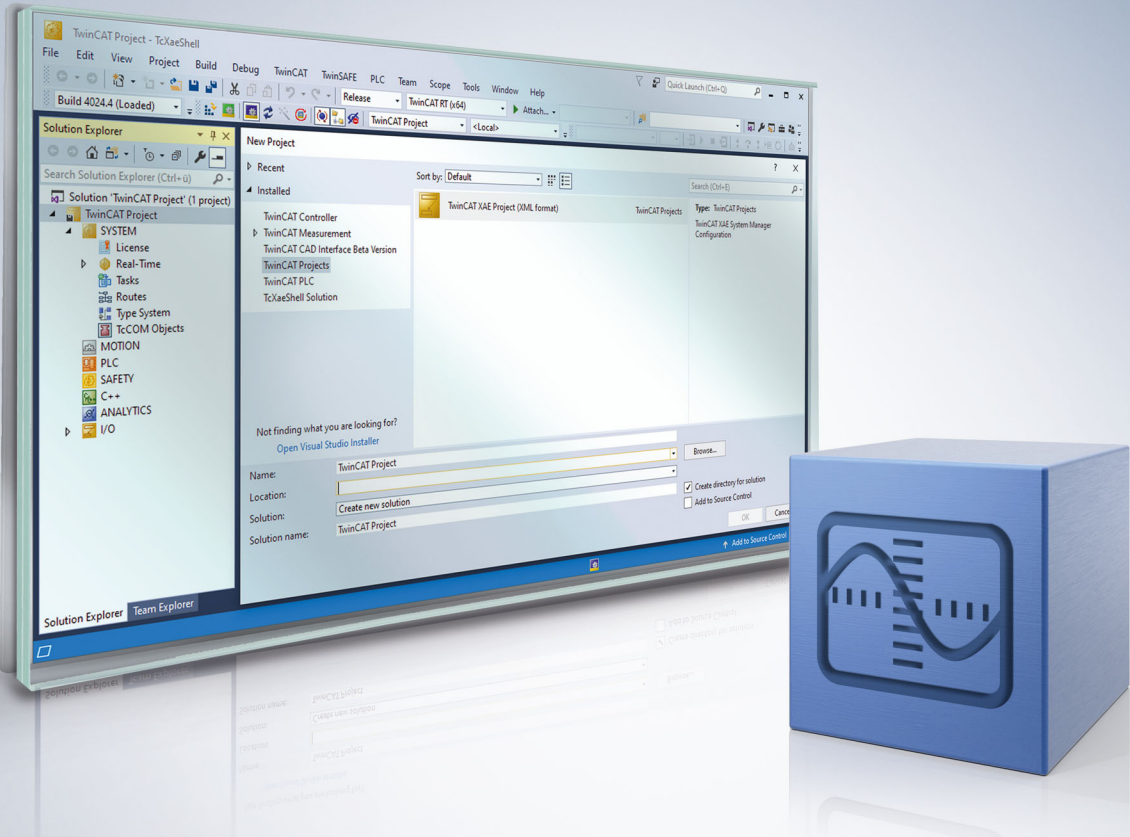 TwinCAT Project - TcXaeShell
File Edit View Project Build Debug TwinCAT TwinSAFE PLC Team Scope Tools Window Help
Quick Launch (Ctrl+Q)
Release TwinCAT RT (x64) Attach...
Build 4024.4 (Loaded) TwinCAT Project <Local>
Solution Explorer
Search Solution Explorer (Ctrl+ü)
Solution 'TwinCAT Project' (1 project)
TwinCAT Project
SYSTEM
License
Real-Time
Tasks
Routes
Type System
TcCOM Objects
MOTION
PLC
SAFETY
C++
ANALYTICS
I/O
Solution Explorer Team Explorer
New Project
? X
Recent
Installed
TwinCAT Controller
TwinCAT Measurement
TwinCAT CAD Interface Beta Version
TwinCAT Projects
TwinCAT PLC
TcXaeShell Solution
Not finding what you are looking for?
Open Visual Studio Installer
Sort by: Default
TwinCAT XAE Project (XML format) TwinCAT Projects
Search (Ctrl+E)
Type: TwinCAT Projects
TwinCAT XAE System Manager
Configuration
Name: TwinCAT Project
Location: Browse...
Solution: Create new solution
Solution name: TwinCAT Project
Create directory for solution
Add to Source Control
OK Cance
Add to Source Control